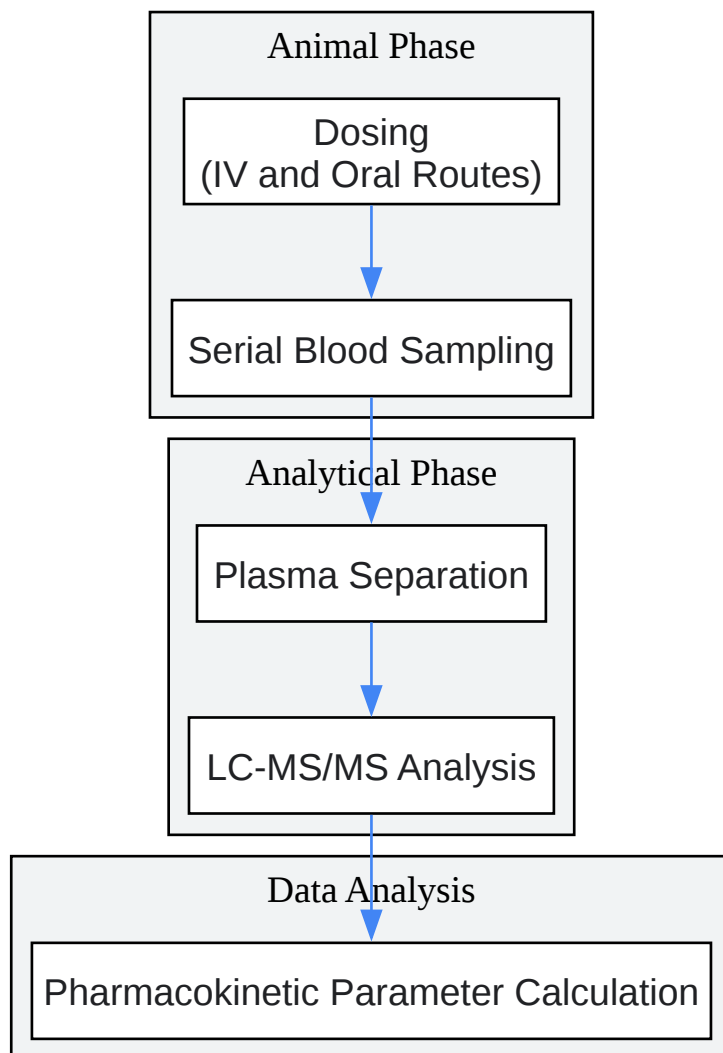 Animal Phase
Dosing
(IV and Oral Routes)
Serial Blood Sampling
Analytical Phase
Plasma Separation
LC-MS/MS Analysis
Data Analysis
Pharmacokinetic Parameter Calculation